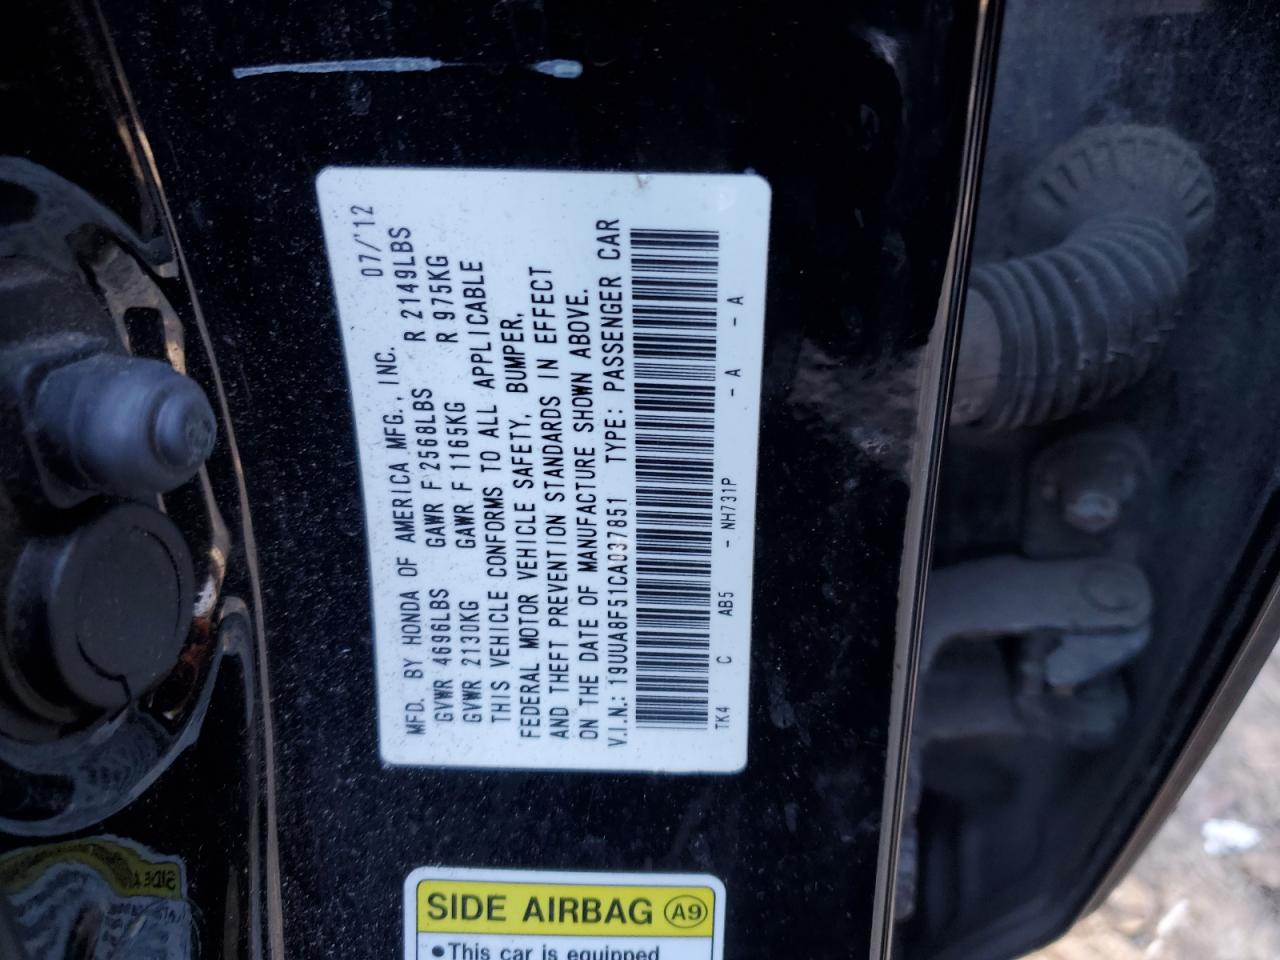 MFD. BY HONDA OF AMERICA MFG., INC. 07/'12
GVWR 4696LBS GAWR F 2568LBS R 2149LBS
GVWR 2130KG GAWR F 1165KG R 975KG
THIS VEHICLE CONFORMS TO ALL APPLICABLE
FEDERAL MOTOR VEHICLE SAFETY, BUMPER,
AND THEFT PREVENTION STANDARDS IN EFFECT
ON THE DATE OF MANUFACTURE SHOWN ABOVE.
V.I.N.: 19UUA8F51CA037851 TYPE: PASSENGER CAR
TK4 C AB5 - NH731P - A - A
SIDE AIRBAG A9
•This car is equipped
SIDE A